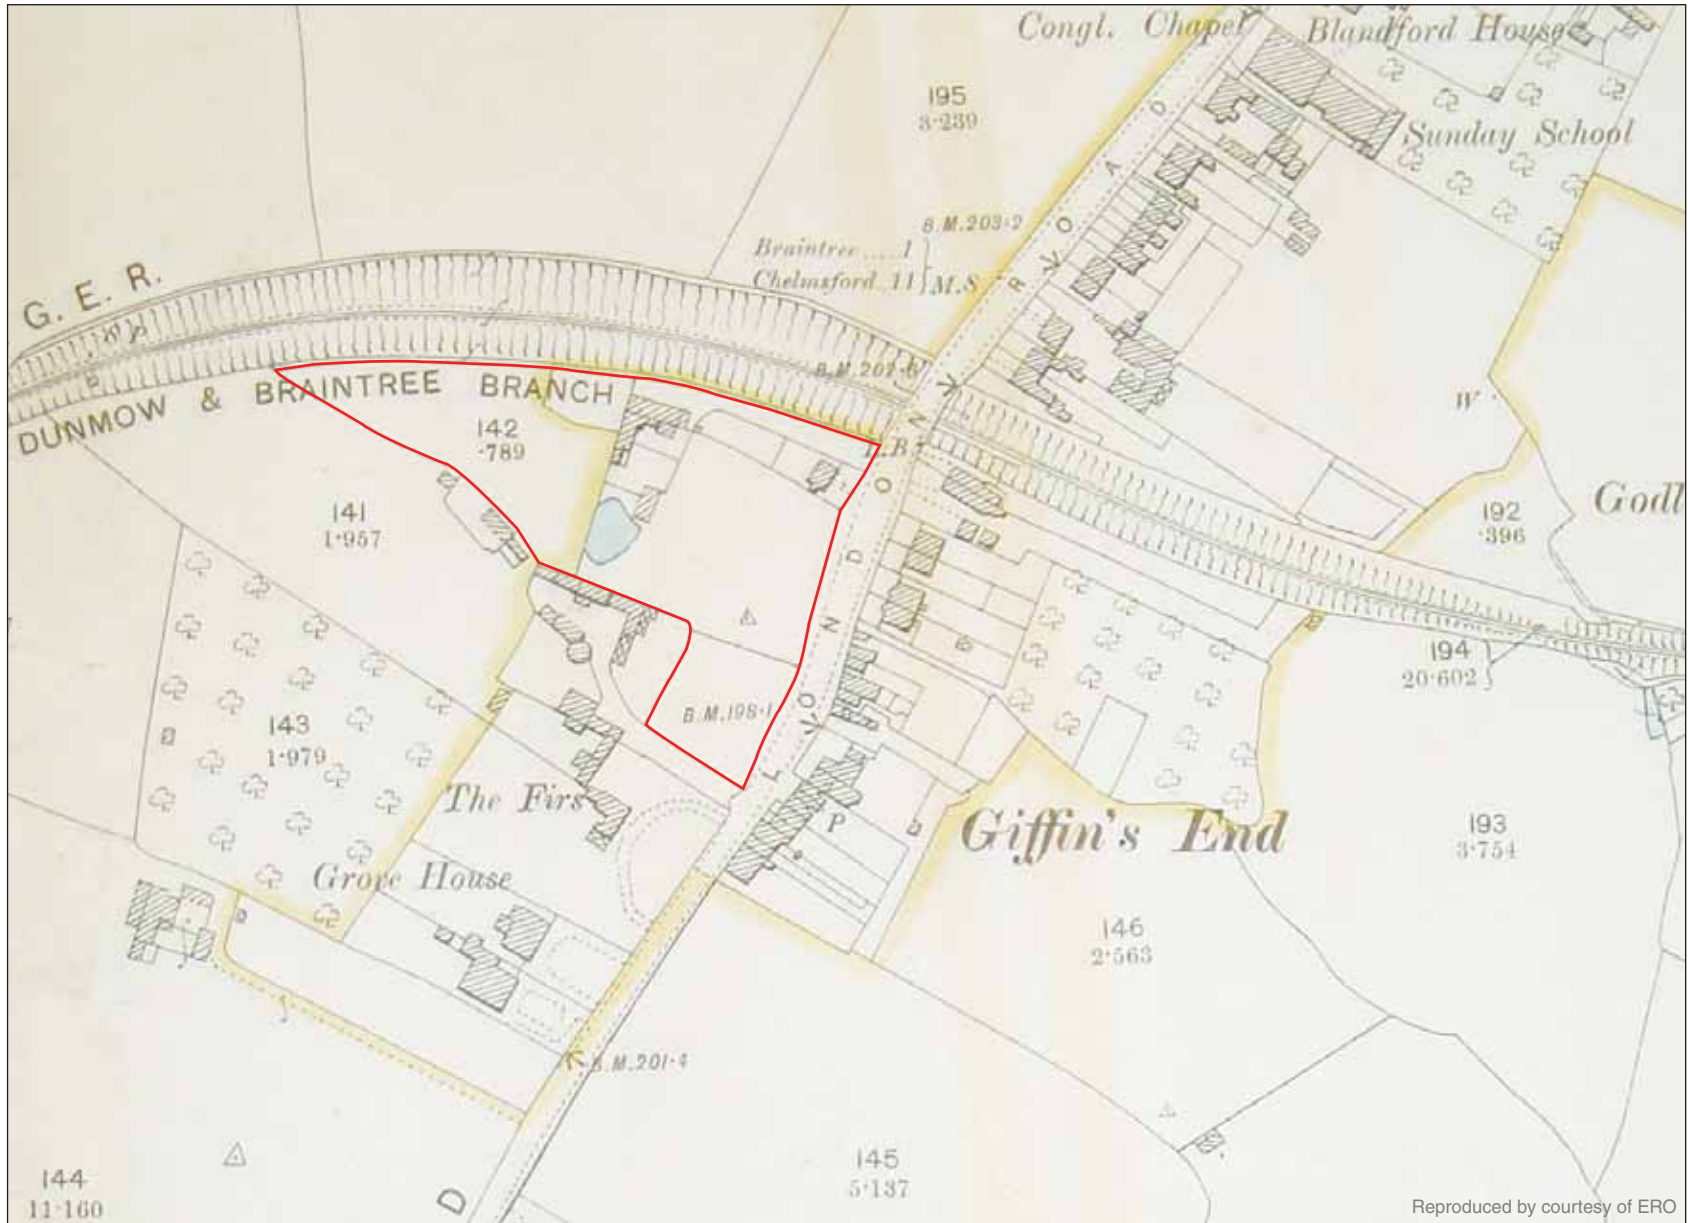 Congl. Chapel
Blandford House
195
3·239
Sunday School
B.M.203·2
Braintree.....1
Chelmsford..11
M.S.
G. E. R.
B.M.202·6
DUNMOW & BRAINTREE BRANCH
142
·789
W
141
1·957
192
·396
Godl
LONDON ROAD
194
20·602
B.M.198·1
143
1·979
The Firs
P
Giffin's End
193
3·754
Grove House
146
2·563
B.M.201·4
144
11·160
D
145
5·137
Reproduced by courtesy of ERO